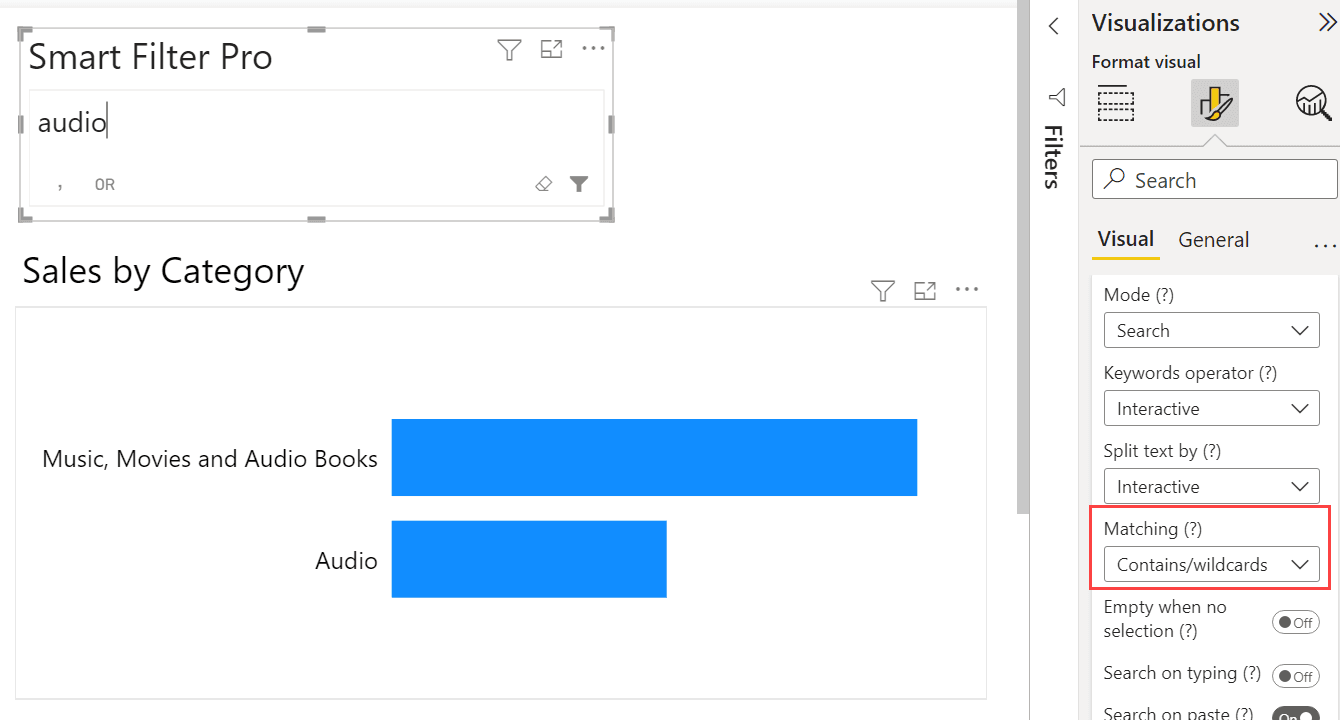 Smart Filter Pro
audio
, OR
Sales by Category
Music, Movies and Audio Books
Audio
Filters
Visualizations
Format visual
Search
Visual General
Mode (?)
Search
Keywords operator (?)
Interactive
Split text by (?)
Interactive
Matching (?)
Contains/wildcards
Empty when no
selection (?)
Off
Search on typing (?)
Off
Search on paste (?)
On